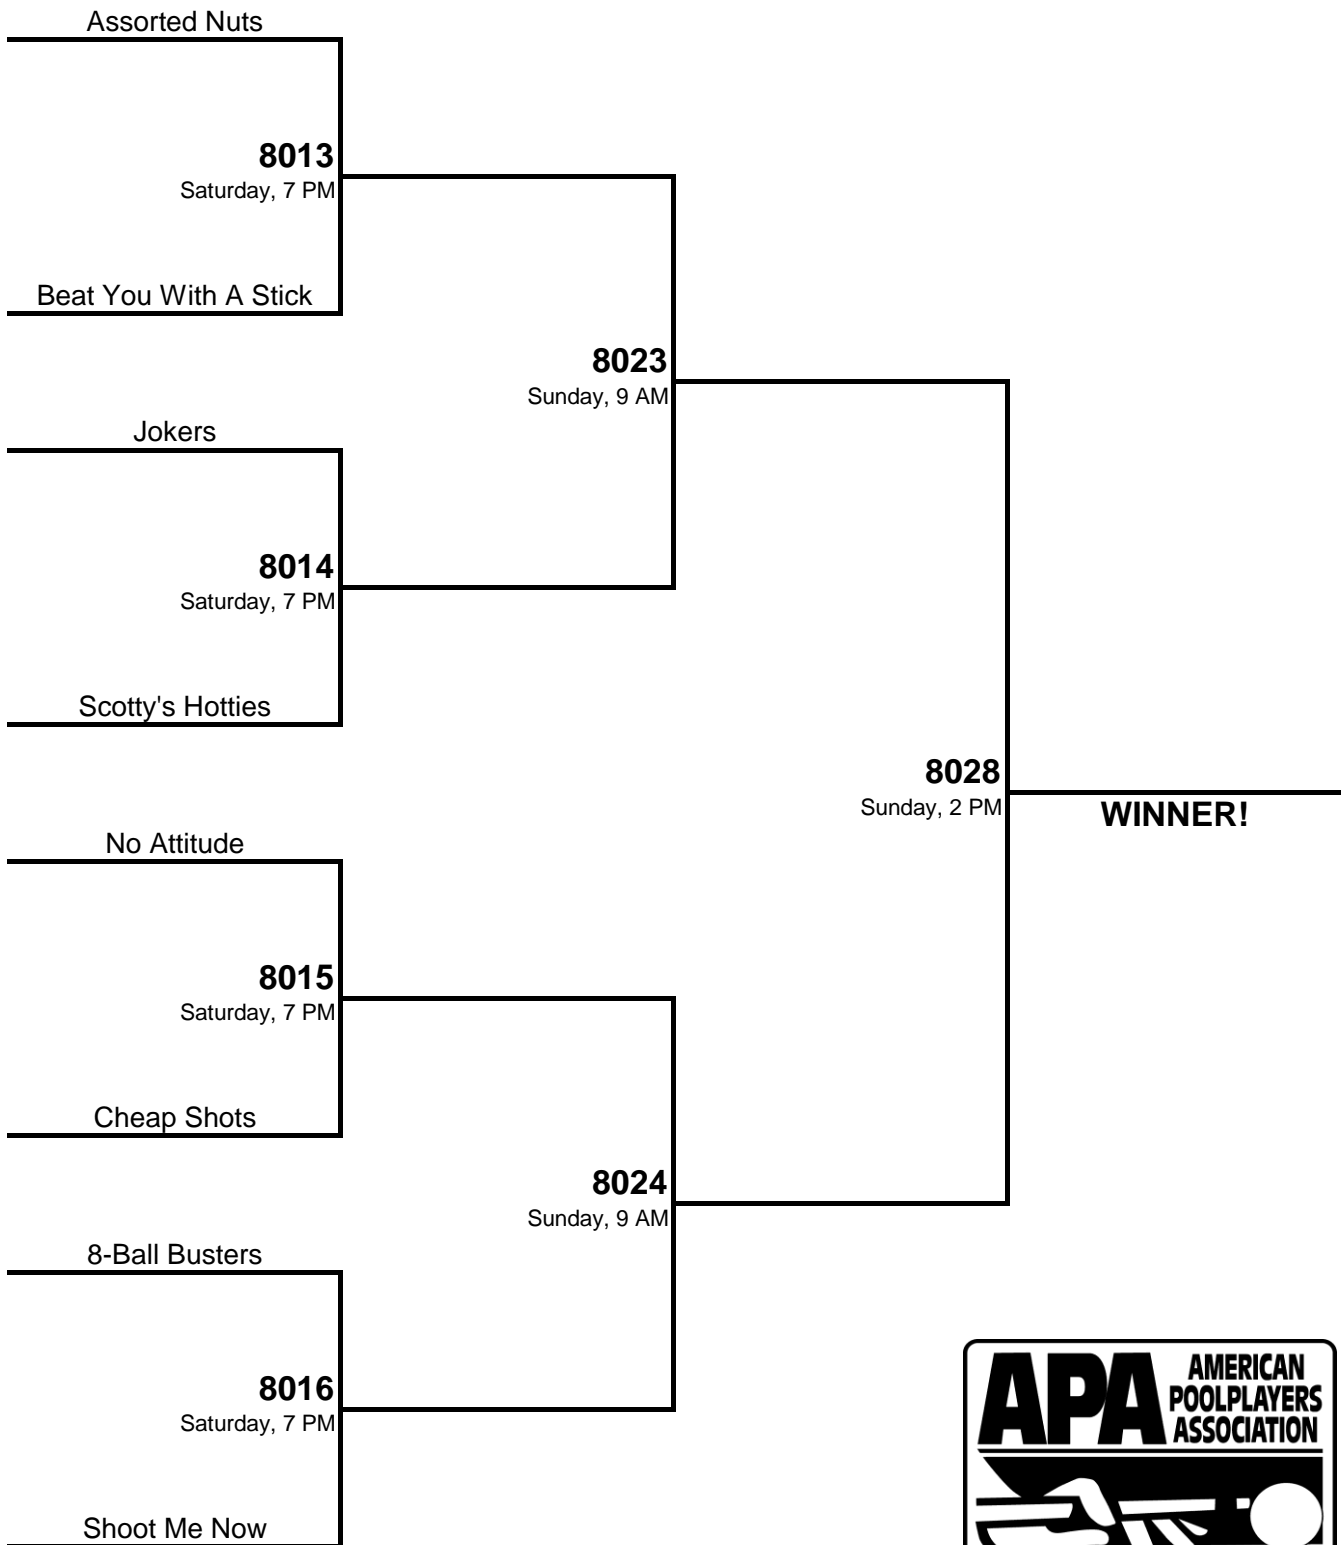 Assorted Nuts
8013
Saturday, 7 PM
Beat You With A Stick
8023
Sunday, 9 AM
Jokers
8014
Saturday, 7 PM
Scotty's Hotties
8028
Sunday, 2 PM
WINNER!
No Attitude
8015
Saturday, 7 PM
Cheap Shots
8024
Sunday, 9 AM
8-Ball Busters
8016
Saturday, 7 PM
Shoot Me Now
APA
AMERICAN
POOLPLAYERS
ASSOCIATION